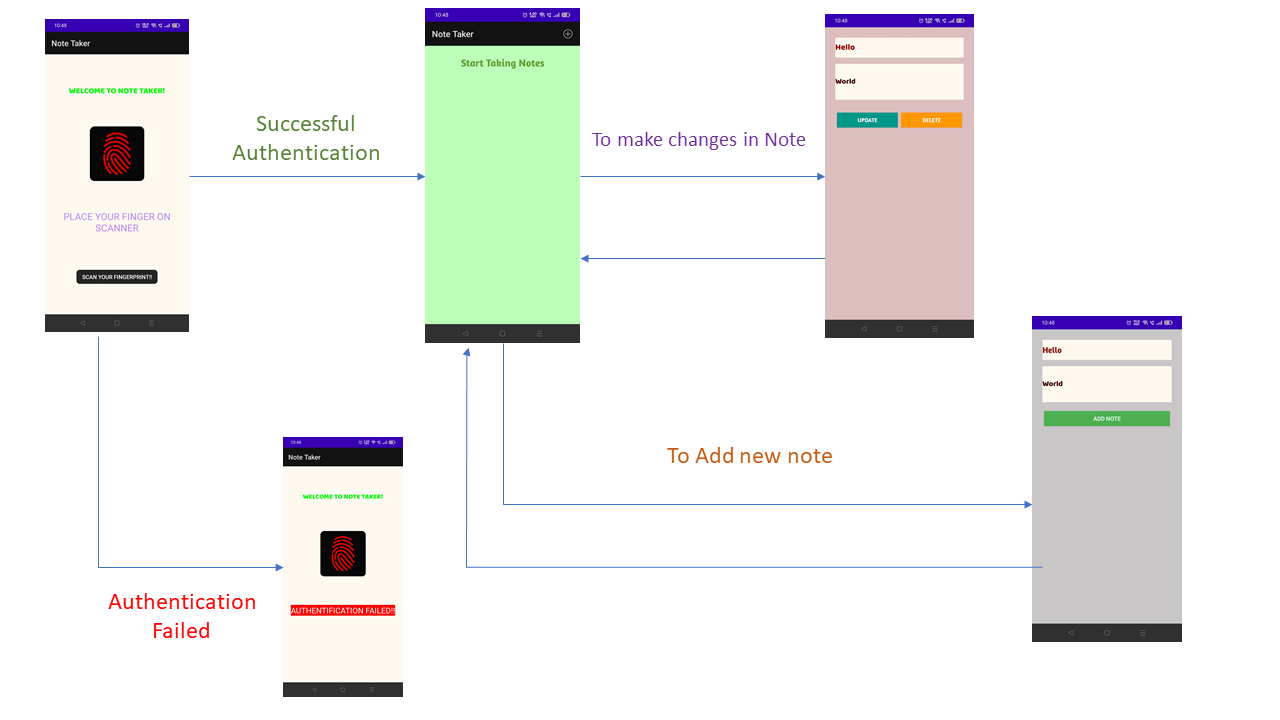 10:48
Note Taker
WELCOME TO NOTE TAKER!
PLACE YOUR FINGER ON
SCANNER
SCAN YOUR FINGERPRINT!!
Successful
Authentication
10:48
Note Taker
Start Taking Notes
To make changes in Note
10:48
Hello
World
UPDATE
DELETE
10:48
Hello
World
ADD NOTE
To Add new note
10:48
Note Taker
WELCOME TO NOTE TAKER!
AUTHENTIFICATION FAILED!!
Authentication
Failed